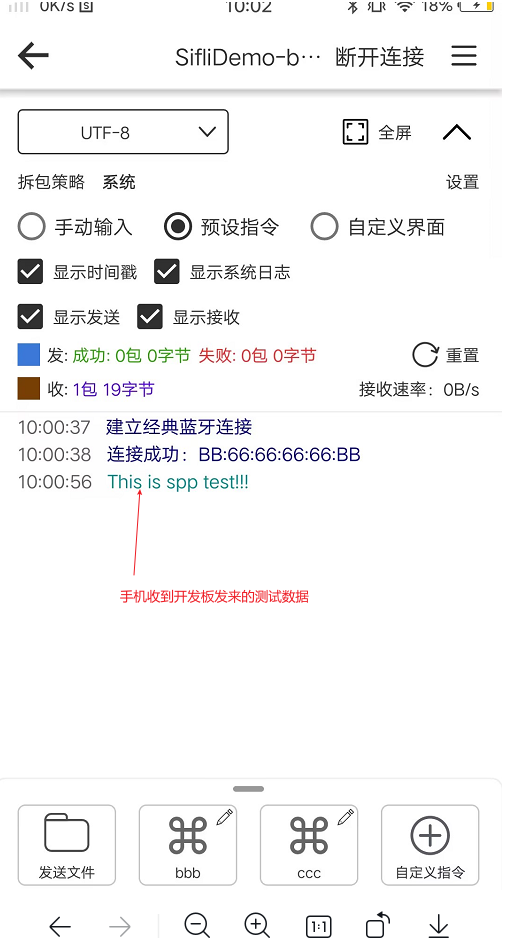 0K/s 10:02 18%
SifliDemo-b··· 断开连接
UTF-8 全屏
拆包策略 系统 设置
手动输入 预设指令 自定义界面
显示时间戳 显示系统日志
显示发送 显示接收
发: 成功: 0包 0字节 失败: 0包 0字节 重置
收: 1包 19字节 接收速率: 0B/s
10:00:37 建立经典蓝牙连接
10:00:38 连接成功: BB:66:66:66:66:BB
10:00:56 This is spp test!!!
手机收到开发板发来的测试数据
发送文件 bbb ccc 自定义指令
1:1